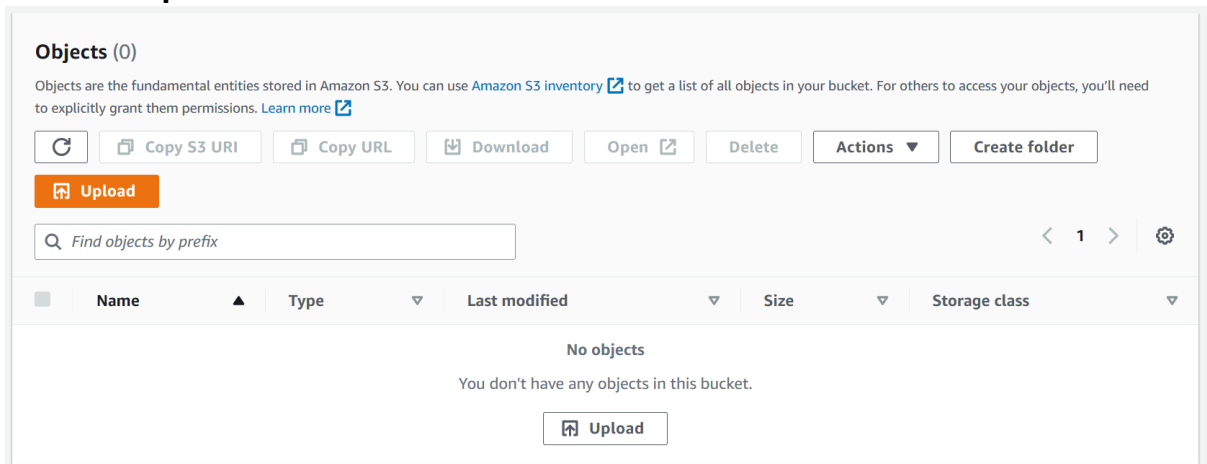 Objects (0)
Objects are the fundamental entities stored in Amazon S3. You can use Amazon S3 inventory to get a list of all objects in your bucket. For others to access your objects, you'll need
to explicitly grant them permissions. Learn more
Copy S3 URI Copy URL Download Open Delete Actions Create folder
Upload
Find objects by prefix 1
Name Type Last modified Size Storage class
No objects
You don't have any objects in this bucket.
Upload